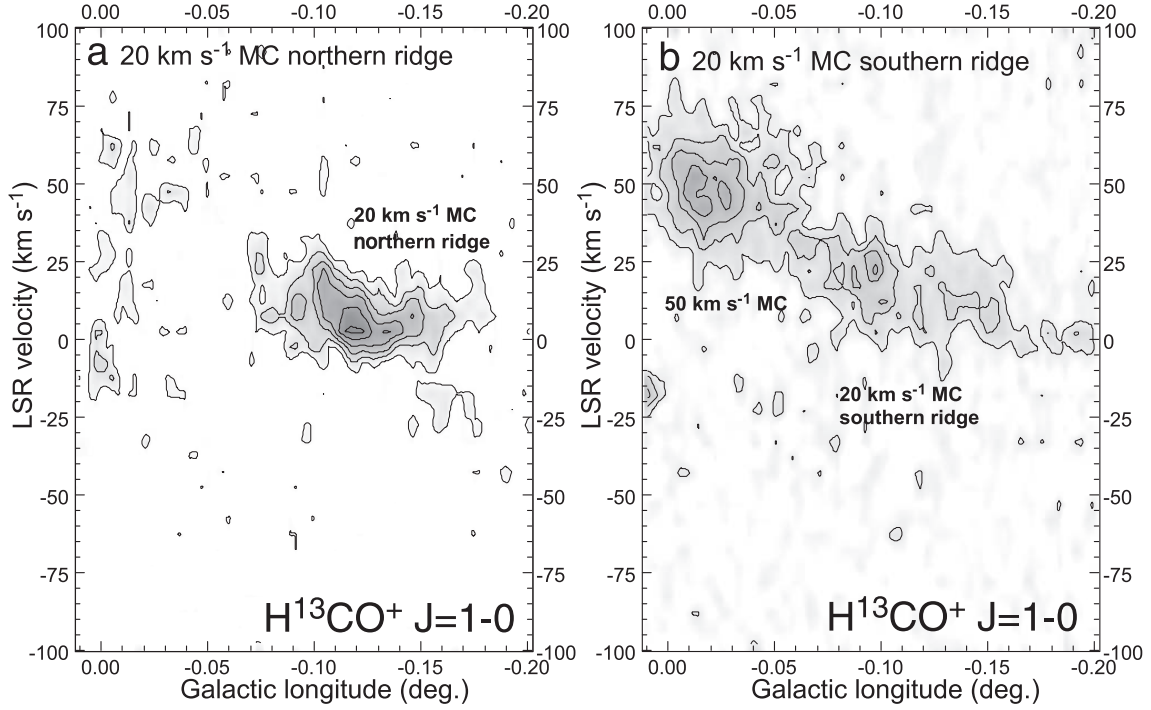 0.00 -0.05 -0.10 -0.15 -0.20
0.00 -0.05 -0.10 -0.15 -0.20
100
75
50
25
0
-25
-50
-75
-100
LSR velocity (km s-1)
a 20 km s-1 MC northern ridge
20 km s-1 MC
northern ridge
H13CO+ J=1-0
100
75
50
25
0
-25
-50
-75
-100
0.00 -0.05 -0.10 -0.15 -0.20
Galactic longitude (deg.)
100
75
50
25
0
-25
-50
-75
-100
LSR velocity (km s-1)
b 20 km s-1 MC southern ridge
50 km s-1 MC
20 km s-1 MC
southern ridge
H13CO+ J=1-0
100
75
50
25
0
-25
-50
-75
-100
0.00 -0.05 -0.10 -0.15 -0.20
Galactic longitude (deg.)